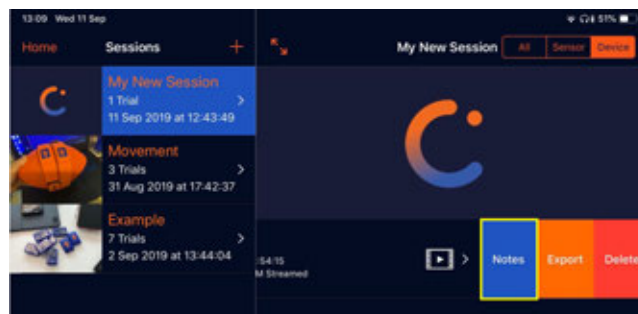 13:09 Wed 11 Sep
51%
Home
Sessions
+
My New Session
All
Sensor
Device
My New Session
1 Trial
11 Sep 2019 at 12:43:49
Movement
3 Trials
31 Aug 2019 at 17:42:37
Example
7 Trials
2 Sep 2019 at 13:44:04
:54:15
M Streamed
Notes
Export
Delete